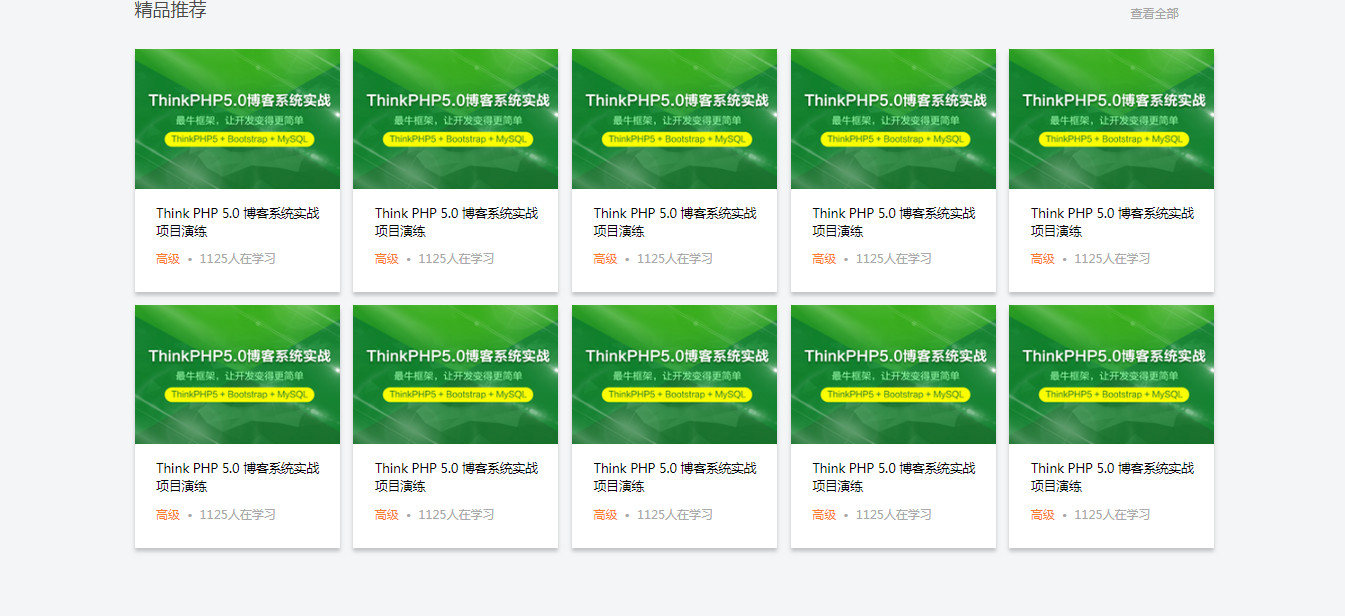 精品推荐
查看全部
ThinkPHP5.0博客系统实战
最牛框架，让开发变得更简单
ThinkPHP5 + Bootstrap + MySQL
Think PHP 5.0 博客系统实战
项目演练
高级 • 1125人在学习
ThinkPHP5.0博客系统实战
最牛框架，让开发变得更简单
ThinkPHP5 + Bootstrap + MySQL
Think PHP 5.0 博客系统实战
项目演练
高级 • 1125人在学习
ThinkPHP5.0博客系统实战
最牛框架，让开发变得更简单
ThinkPHP5 + Bootstrap + MySQL
Think PHP 5.0 博客系统实战
项目演练
高级 • 1125人在学习
ThinkPHP5.0博客系统实战
最牛框架，让开发变得更简单
ThinkPHP5 + Bootstrap + MySQL
Think PHP 5.0 博客系统实战
项目演练
高级 • 1125人在学习
ThinkPHP5.0博客系统实战
最牛框架，让开发变得更简单
ThinkPHP5 + Bootstrap + MySQL
Think PHP 5.0 博客系统实战
项目演练
高级 • 1125人在学习
ThinkPHP5.0博客系统实战
最牛框架，让开发变得更简单
ThinkPHP5 + Bootstrap + MySQL
Think PHP 5.0 博客系统实战
项目演练
高级 • 1125人在学习
ThinkPHP5.0博客系统实战
最牛框架，让开发变得更简单
ThinkPHP5 + Bootstrap + MySQL
Think PHP 5.0 博客系统实战
项目演练
高级 • 1125人在学习
ThinkPHP5.0博客系统实战
最牛框架，让开发变得更简单
ThinkPHP5 + Bootstrap + MySQL
Think PHP 5.0 博客系统实战
项目演练
高级 • 1125人在学习
ThinkPHP5.0博客系统实战
最牛框架，让开发变得更简单
ThinkPHP5 + Bootstrap + MySQL
Think PHP 5.0 博客系统实战
项目演练
高级 • 1125人在学习
ThinkPHP5.0博客系统实战
最牛框架，让开发变得更简单
ThinkPHP5 + Bootstrap + MySQL
Think PHP 5.0 博客系统实战
项目演练
高级 • 1125人在学习